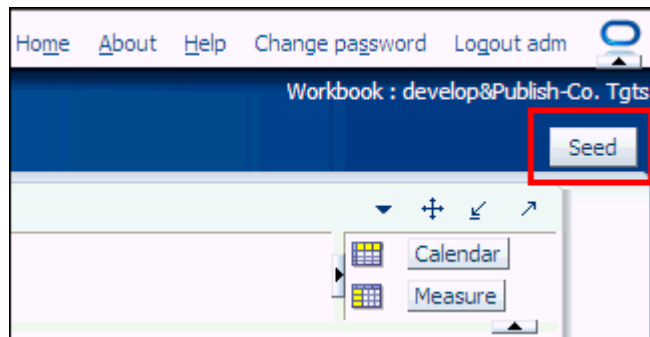 Home About Help Change password Logout adm
Workbook : develop&Publish-Co. Tgts
Seed
Calendar
Measure